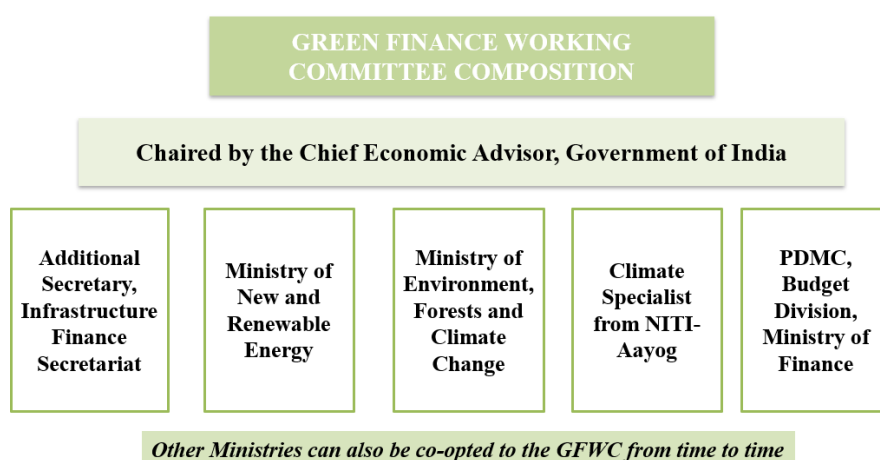 GREEN FINANCE WORKING
COMMITTEE COMPOSITION
Chaired by the Chief Economic Advisor, Government of India
Additional
Secretary,
Infrastructure
Finance
Secretariat
Ministry of
New and
Renewable
Energy
Ministry of
Environment,
Forests and
Climate
Change
Climate
Specialist
from NITI-
Aayog
PDMC,
Budget
Division,
Ministry of
Finance
Other Ministries can also be co-opted to the GFWC from time to time